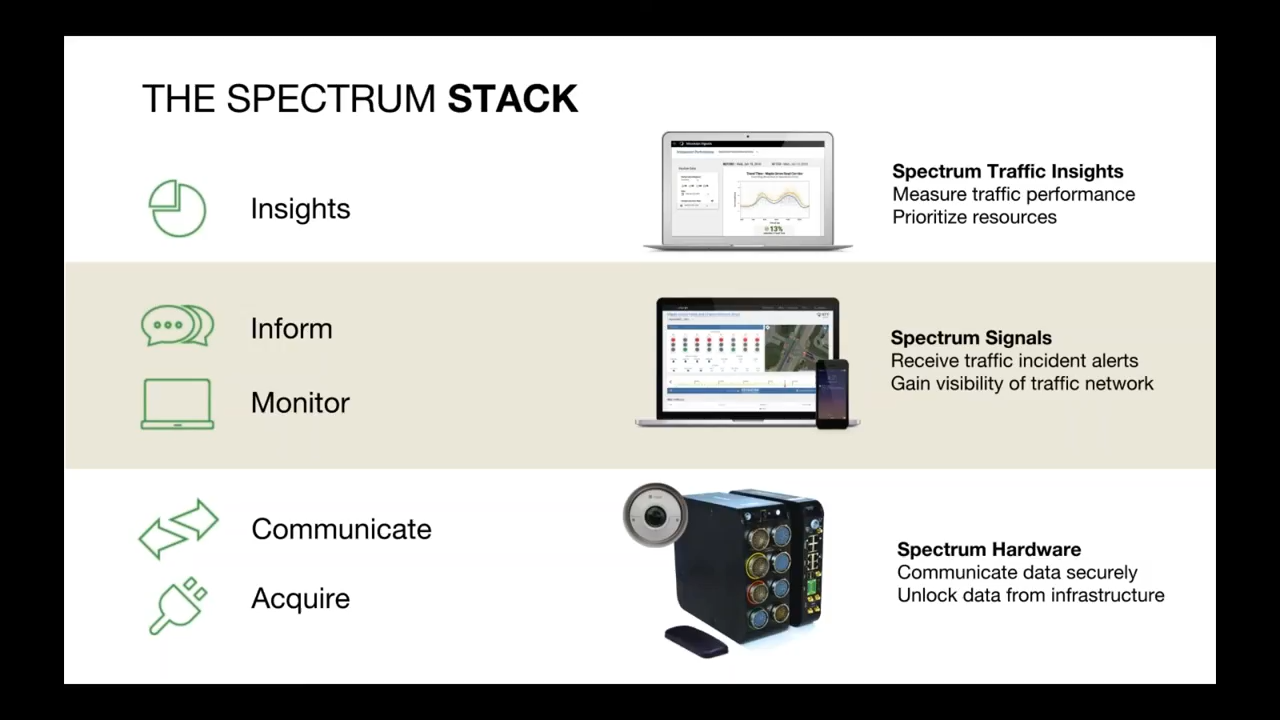 THE SPECTRUM STACK
Insights
Spectrum Traffic Insights
Measure traffic performance
Prioritize resources
13%
Inform
Monitor
Spectrum Signals
Receive traffic incident alerts
Gain visibility of traffic network
Communicate
Acquire
Spectrum Hardware
Communicate data securely
Unlock data from infrastructure